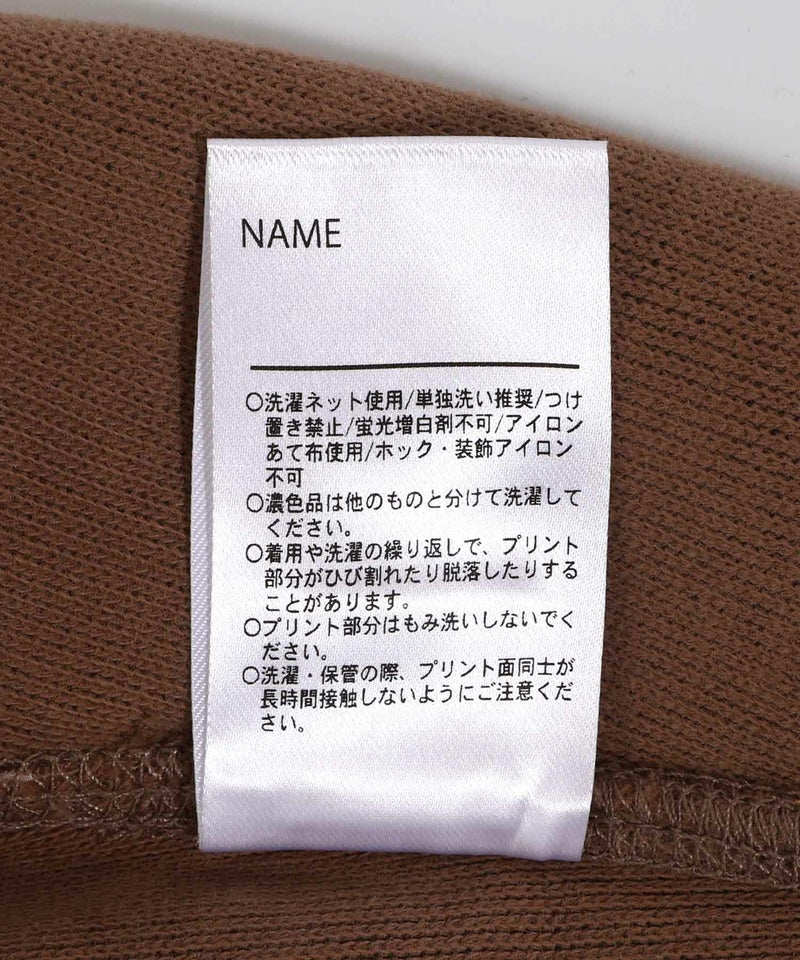 NAME
○洗濯ネット使用/単独洗い推奨/つけ
置き禁止/蛍光増白剤不可/アイロン
あて布使用/ホック・装飾アイロン
不可
○濃色品は他のものと分けて洗濯して
ください。
○着用や洗濯の繰り返しで、プリント
部分がひび割れたり脱落したりする
ことがあります。
○プリント部分はもみ洗いしないでく
ださい。
○洗濯・保管の際、プリント面同士が
長時間接触しないようにご注意くだ
さい。